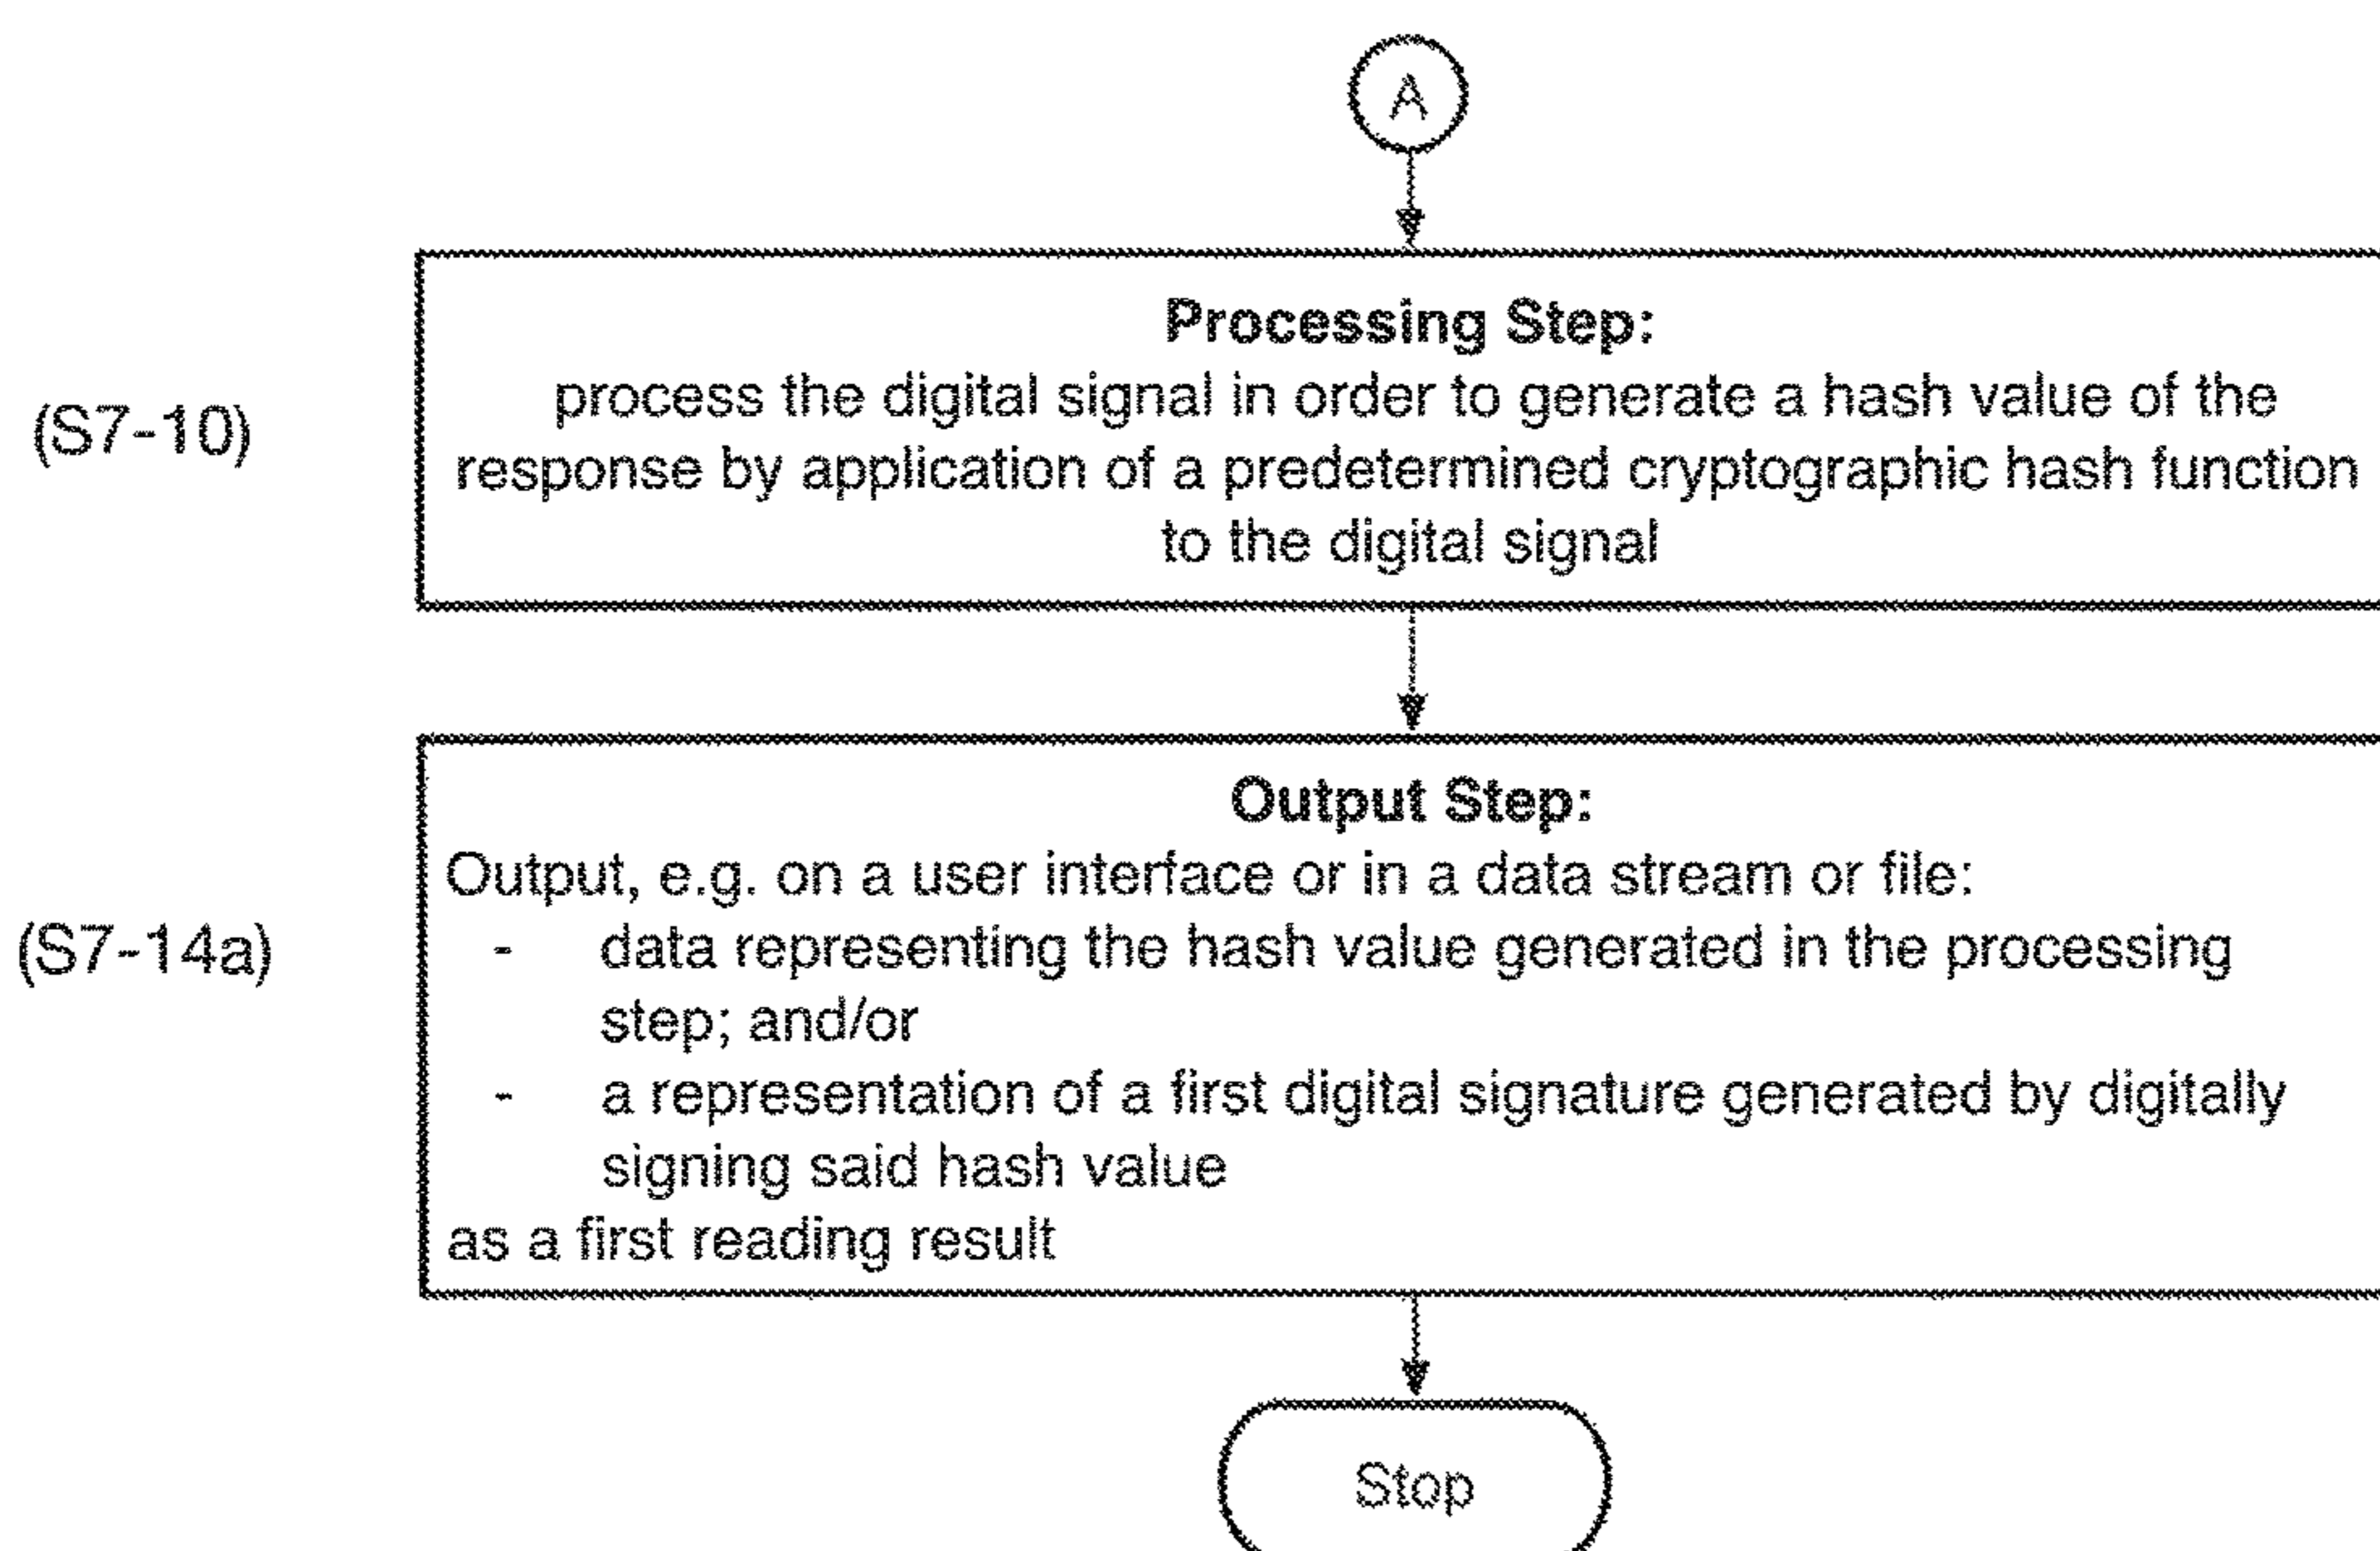 A
(S7-10)
Processing Step:
process the digital signal in order to generate a hash value of the
response by application of a predetermined cryptographic hash function
to the digital signal
(S7-14a)
Output Step:
Output, e.g. on a user interface or in a data stream or file:
- data representing the hash value generated in the processing
step; and/or
- a representation of a first digital signature generated by digitally
signing said hash value
as a first reading result
Stop